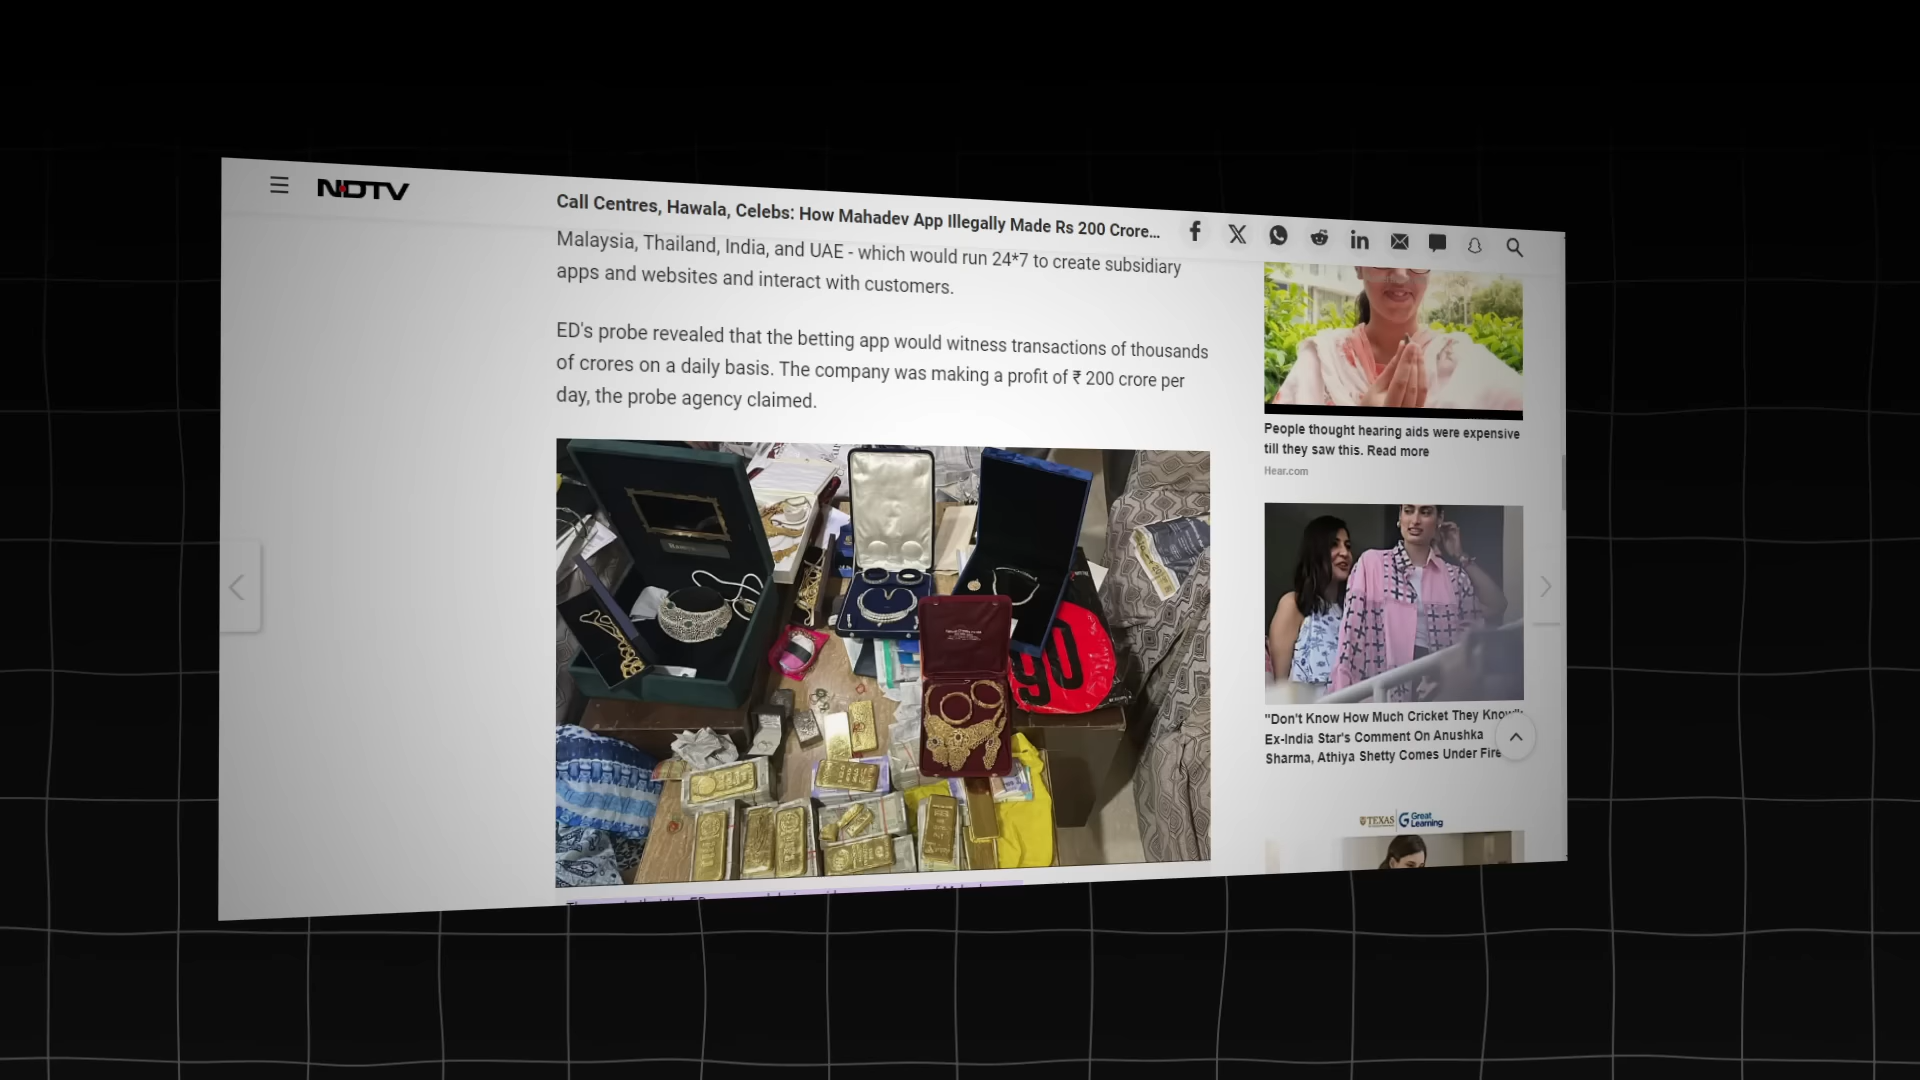 NDTV
Call Centres, Hawala, Celebs: How Mahadev App Illegally Made Rs 200 Crore...
Malaysia, Thailand, India, and UAE - which would run 24*7 to create subsidiary
apps and websites and interact with customers.
ED's probe revealed that the betting app would witness transactions of thousands
of crores on a daily basis. The company was making a profit of ₹ 200 crore per
day, the probe agency claimed.
90
People thought hearing aids were expensive
till they saw this. Read more
Hear.com
"Don't Know How Much Cricket They Know":
Ex-India Star's Comment On Anushka
Sharma, Athiya Shetty Comes Under Fire
TEXAS
Great
Learning